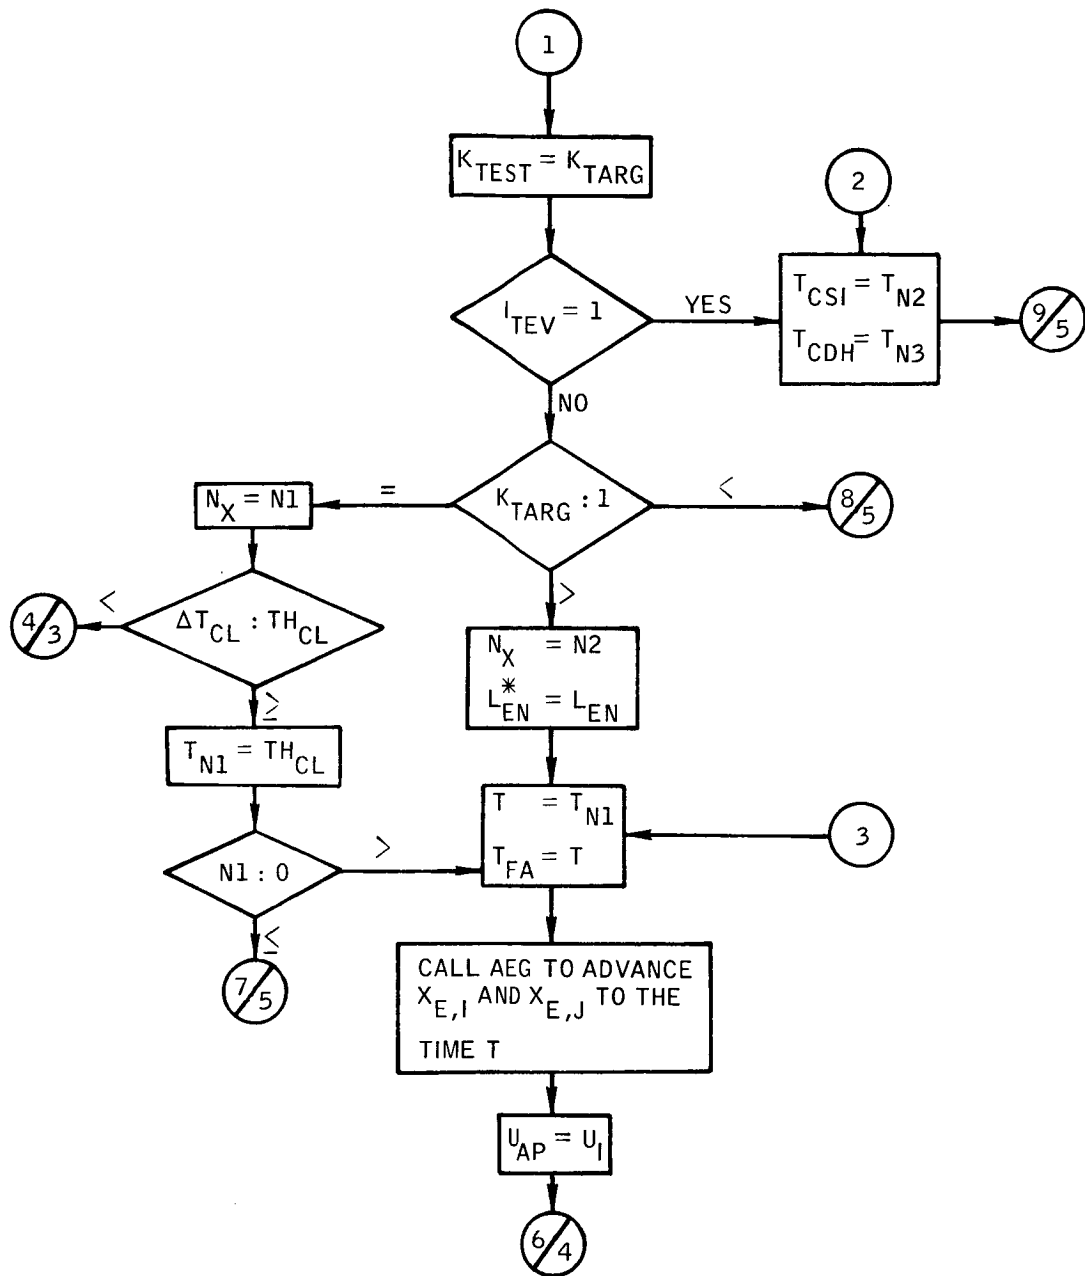 1
K_TEST = K_TARG
2
I_TEV = 1
YES
T_CSI = T_N2
T_CDH = T_N3
9/5
NO
K_TARG : 1
=
<
N_X = N1
8/5
ΔT_CL : TH_CL
<
4/3
>
N_X = N2
L*_EN = L_EN
≥
T_N1 = TH_CL
T = T_N1
T_FA = T
3
N1 : 0
>
≤
7/5
CALL AEG TO ADVANCE
X_E,I AND X_E,J TO THE
TIME T
U_AP = U_I
6/4